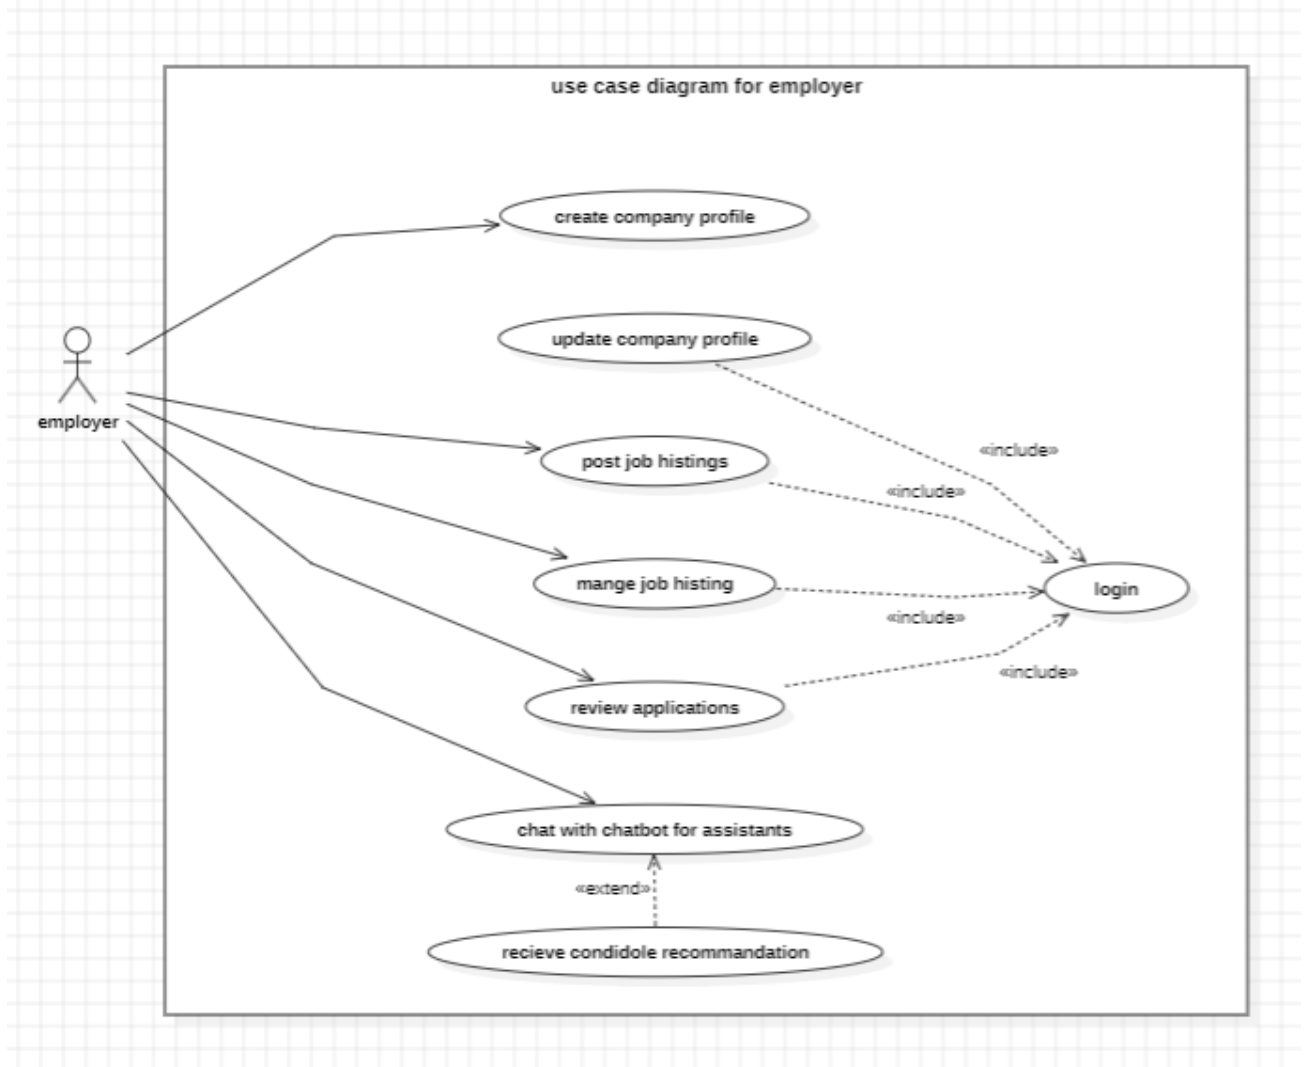 use case diagram for employer
create company profile
update company profile
employer
«include»
post job histings
«include»
mange job histing
login
«include»
«include»
review applications
chat with chatbot for assistants
«extend»
recieve condidole recommandation